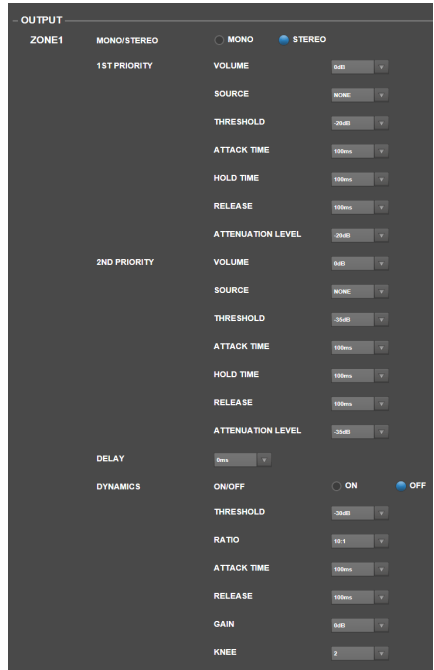 OUTPUT
ZONE1 MONO/STEREO MONO STEREO
1ST PRIORITY VOLUME 0dB
SOURCE NONE
THRESHOLD -20dB
ATTACK TIME 100ms
HOLD TIME 100ms
RELEASE 100ms
ATTENUATION LEVEL -20dB
2ND PRIORITY VOLUME 0dB
SOURCE NONE
THRESHOLD -35dB
ATTACK TIME 100ms
HOLD TIME 100ms
RELEASE 100ms
ATTENUATION LEVEL -35dB
DELAY 0ms
DYNAMICS ON/OFF ON OFF
THRESHOLD -30dB
RATIO 10:1
ATTACK TIME 100ms
RELEASE 100ms
GAIN 0dB
KNEE 2